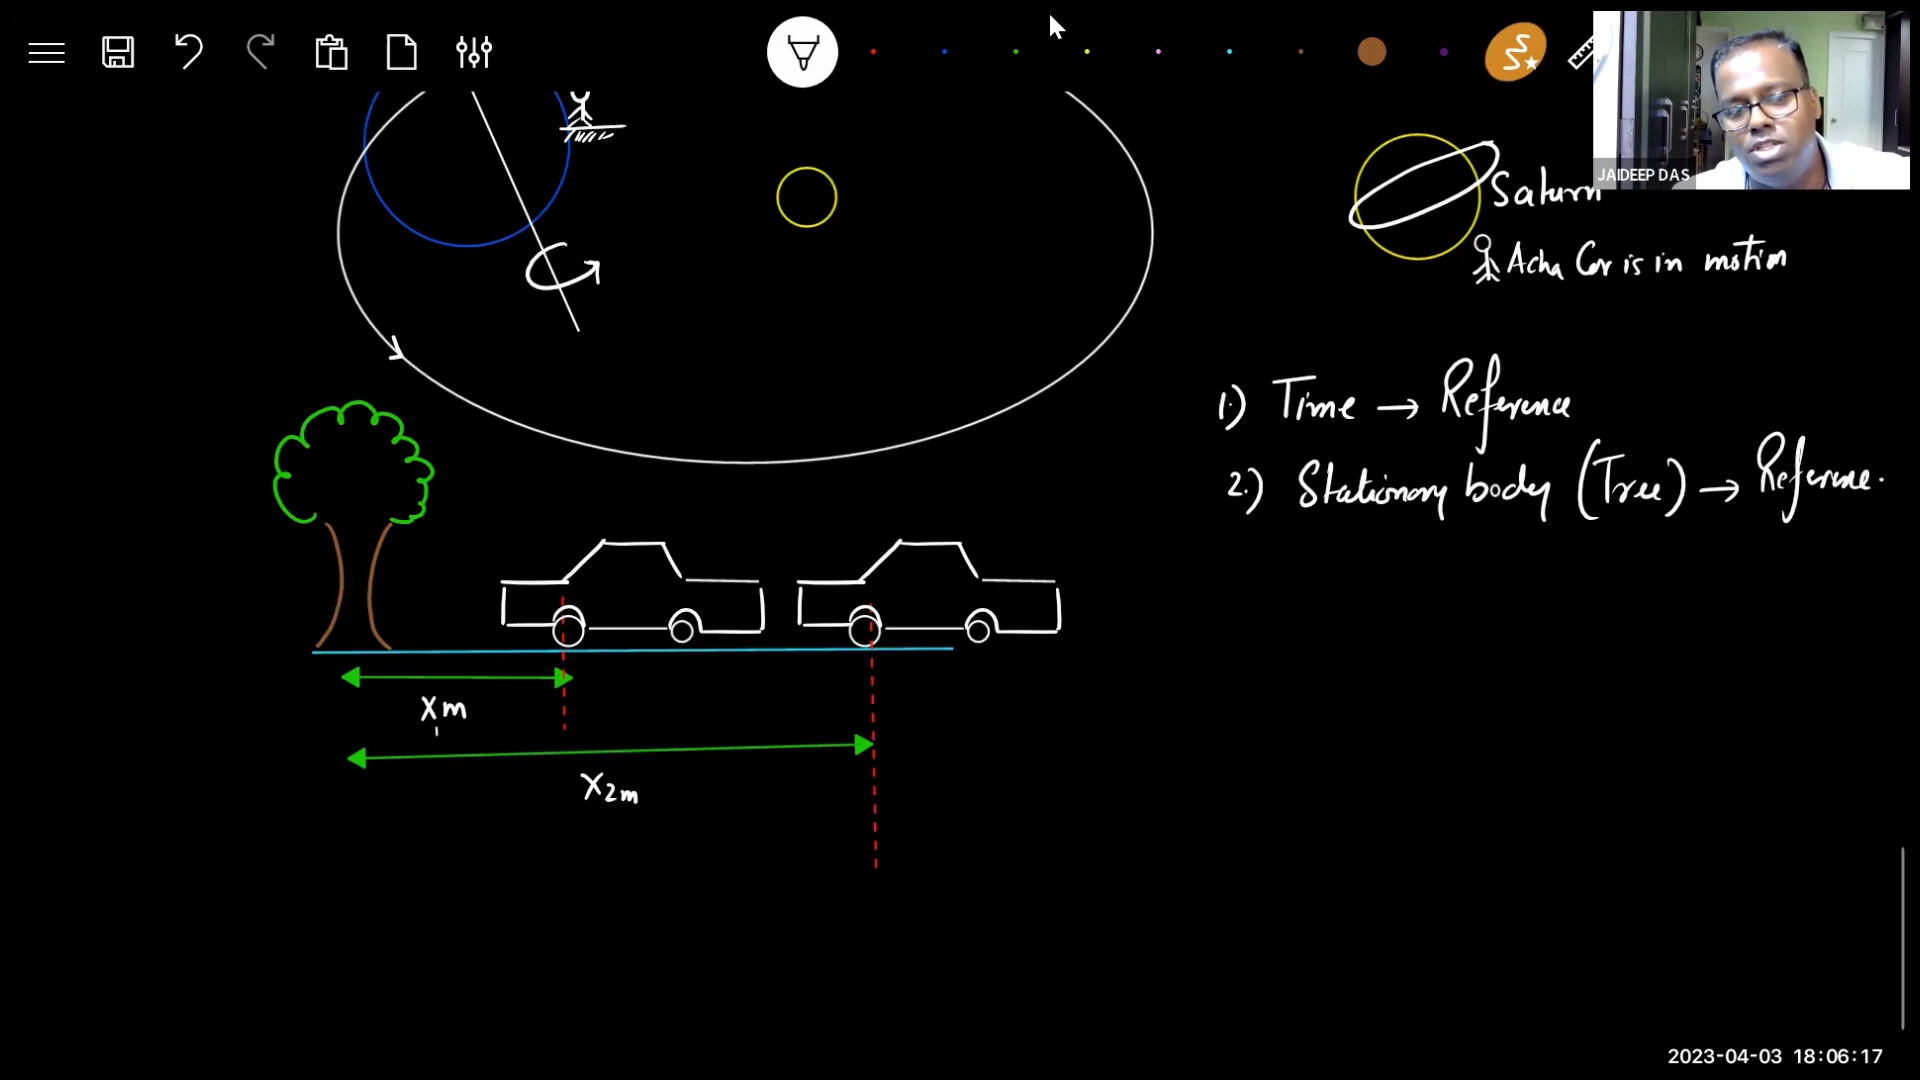 JAIDEEP DAS
Saturn
Acha Car is in motion
1.) Time → Reference
2.) Stationary body (Tree) → Reference.
X1m
X2m
2023-04-03 18:06:17